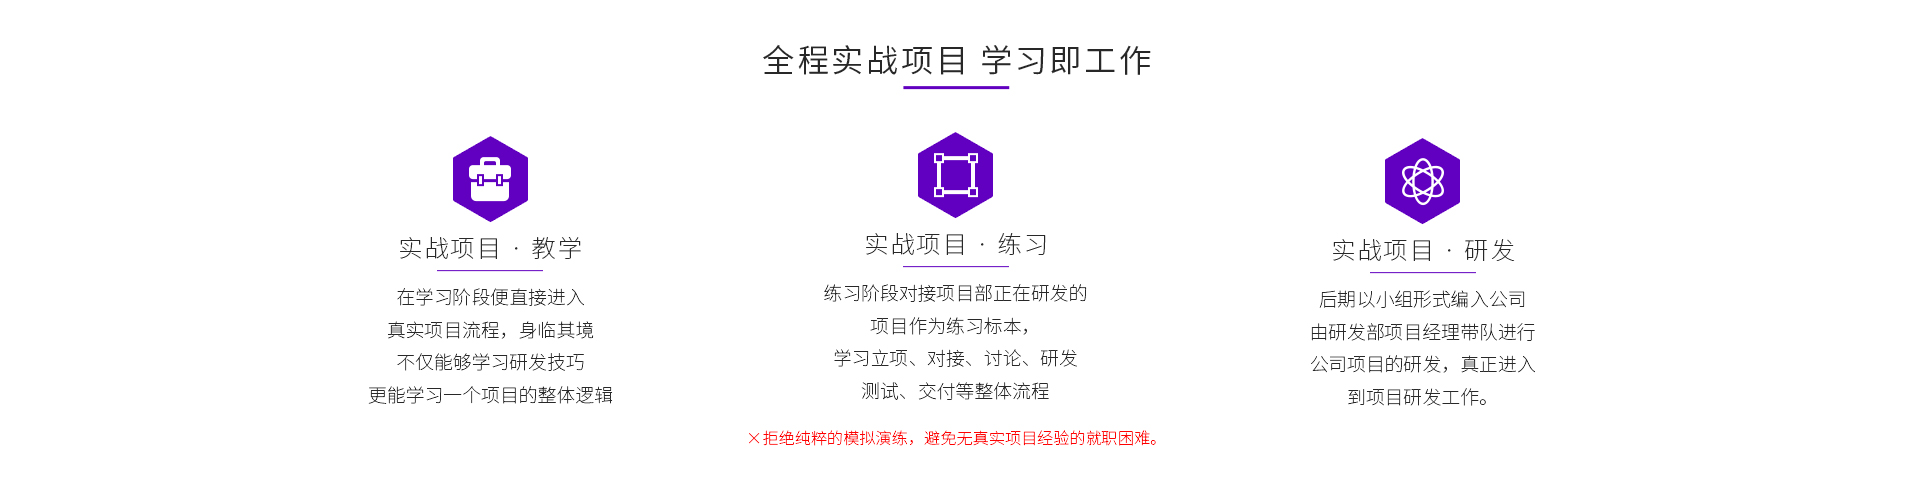 全程实战项目 学习即工作
实战项目 · 教学
在学习阶段便直接进入
真实项目流程，身临其境
不仅能够学习研发技巧
更能学习一个项目的整体逻辑
实战项目 · 练习
练习阶段对接项目部正在研发的
项目作为练习标本，
学习立项、对接、讨论、研发
测试、交付等整体流程
实战项目 · 研发
后期以小组形式编入公司
由研发部项目经理带队进行
公司项目的研发，真正进入
到项目研发工作。
×拒绝纯粹的模拟演练，避免无真实项目经验的就职困难。